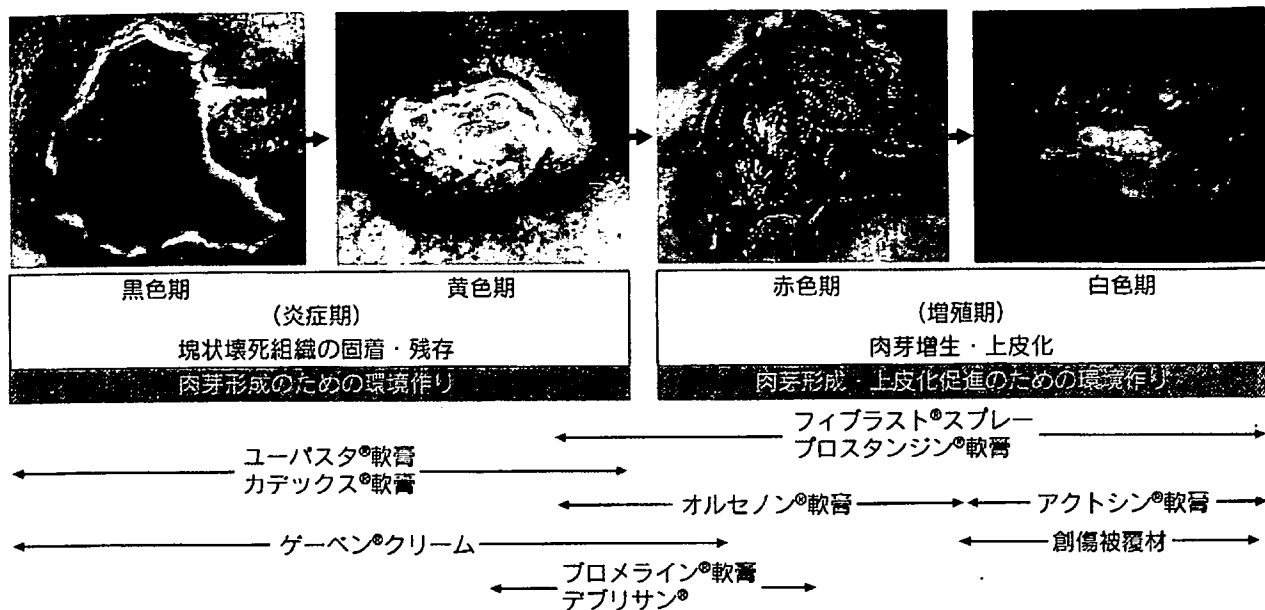 黒色期
黄色期
(炎症期)
塊状壊死組織の固着・残存
肉芽形成のための環境作り
赤色期
白色期
(増殖期)
肉芽増生・上皮化
肉芽形成・上皮化促進のための環境作り
フィブラスト®スプレー
プロスタンジン®軟膏
ユーパスタ®軟膏
カデックス®軟膏
オルセノン®軟膏
アクトシン®軟膏
ゲーベン®クリーム
創傷被覆材
ブロメライン®軟膏
デブリサン®